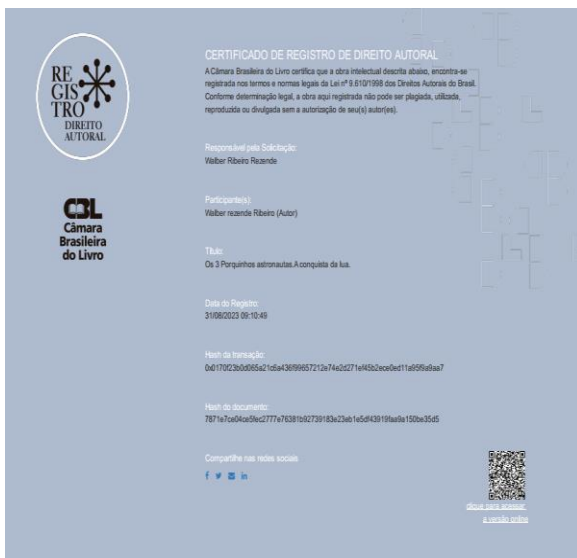 RE
GIS
TRO
DIREITO
AUTORAL
CBL
Câmara
Brasileira
do Livro
CERTIFICADO DE REGISTRO DE DIREITO AUTORAL
A Câmara Brasileira do Livro certifica que a obra intelectual descrita abaixo, encontra-se
registrada nos termos e normas legais da Lei nº 9.610/1998 dos Direitos Autorais do Brasil.
Conforme determinação legal, a obra aqui registrada não pode ser plagiada, utilizada,
reproduzida ou divulgada sem a autorização de seu(s) autor(es).
Responsável pela Solicitação:
Walber Ribeiro Rezende
Participante(s):
Walber rezende Ribeiro (Autor)
Título:
Os 3 Porquinhos astronautas.A conquista da lua.
Data do Registro:
31/08/2023 09:10:49
Hash da transação:
Hash do documento:
Compartilhe nas redes sociais
clique para acessar
a versão online